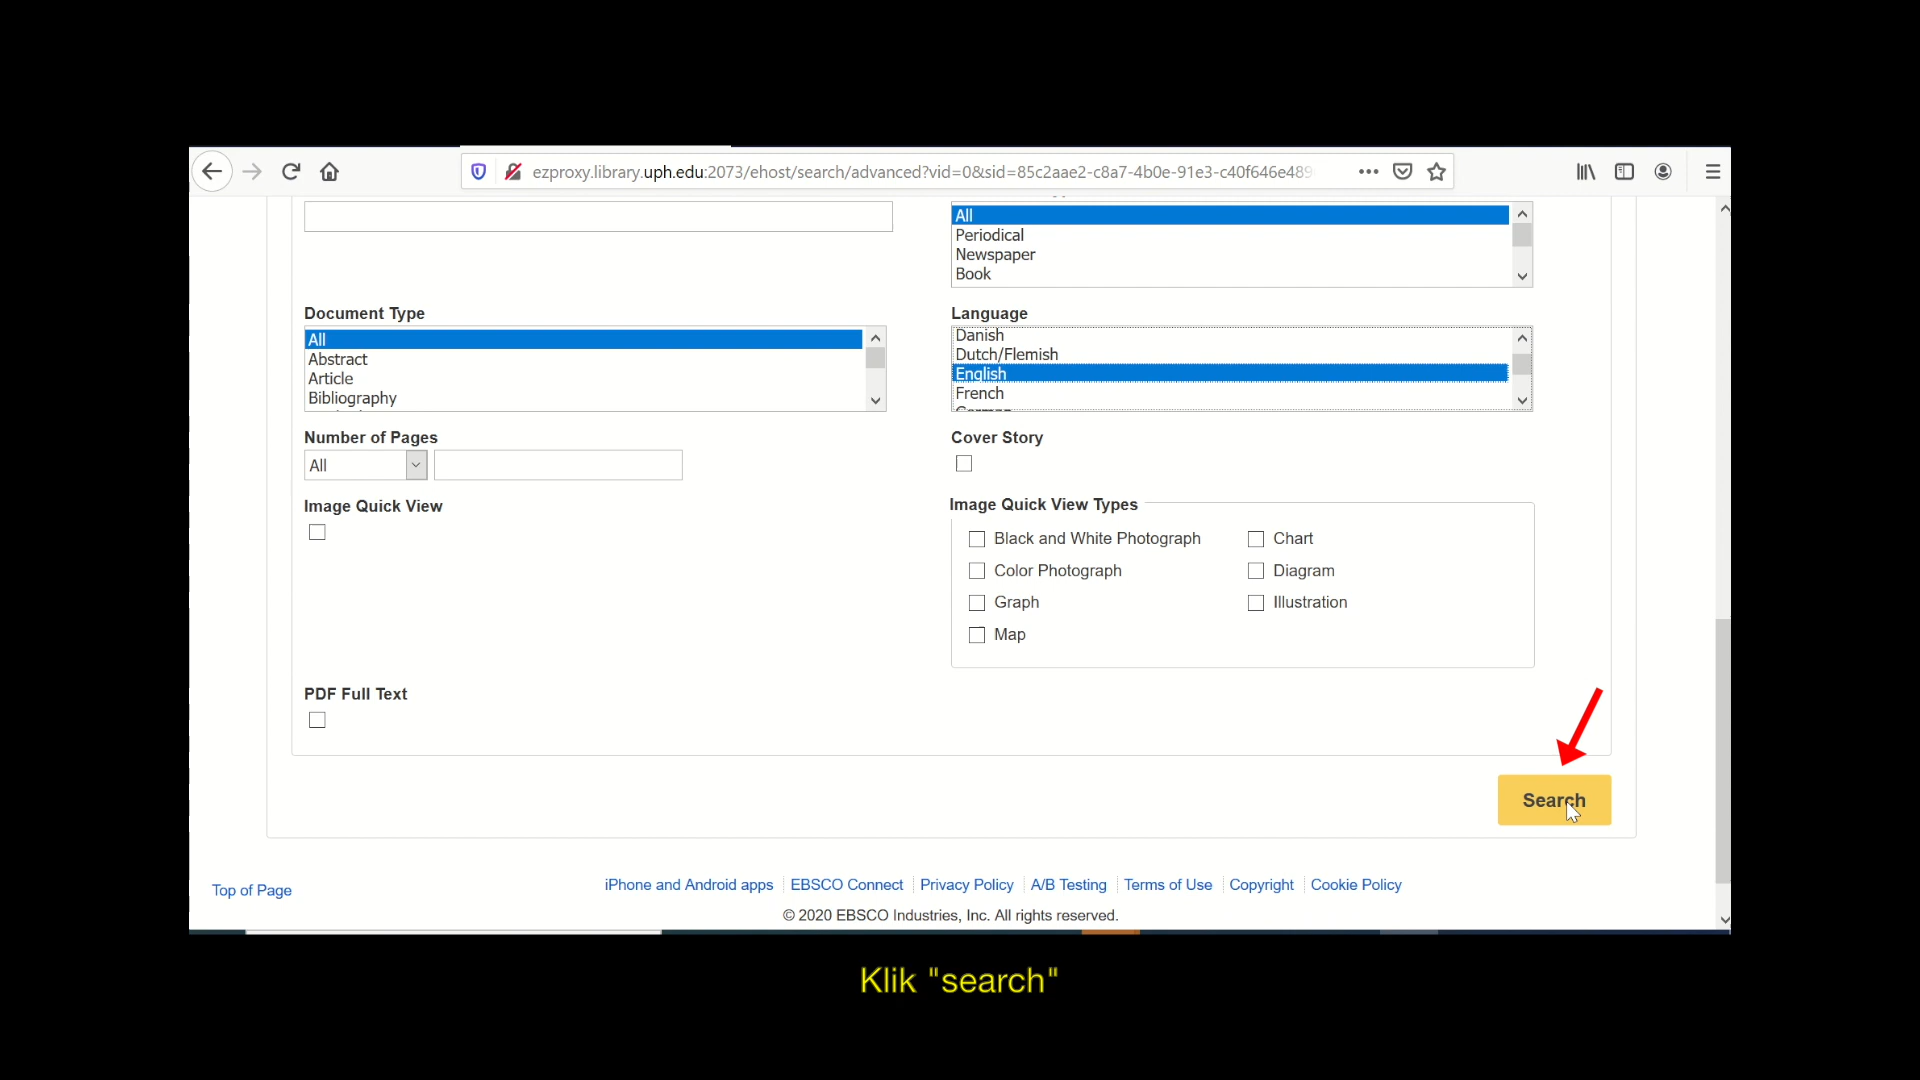 ezproxy.library.uph.edu:2073/ehost/search/advanced?vid=0&sid=85c2aae2-c8a7-4b0e-91e3-c40f646e489
All
Periodical
Newspaper
Book
Document Type
All
Abstract
Article
Bibliography
Language
Danish
Dutch/Flemish
English
French
Number of Pages
All
Cover Story
Image Quick View
Image Quick View Types
Black and White Photograph
Chart
Color Photograph
Diagram
Graph
Illustration
Map
PDF Full Text
Search
Top of Page
iPhone and Android apps EBSCO Connect Privacy Policy A/B Testing Terms of Use Copyright Cookie Policy
© 2020 EBSCO Industries, Inc. All rights reserved.
Klik "search"